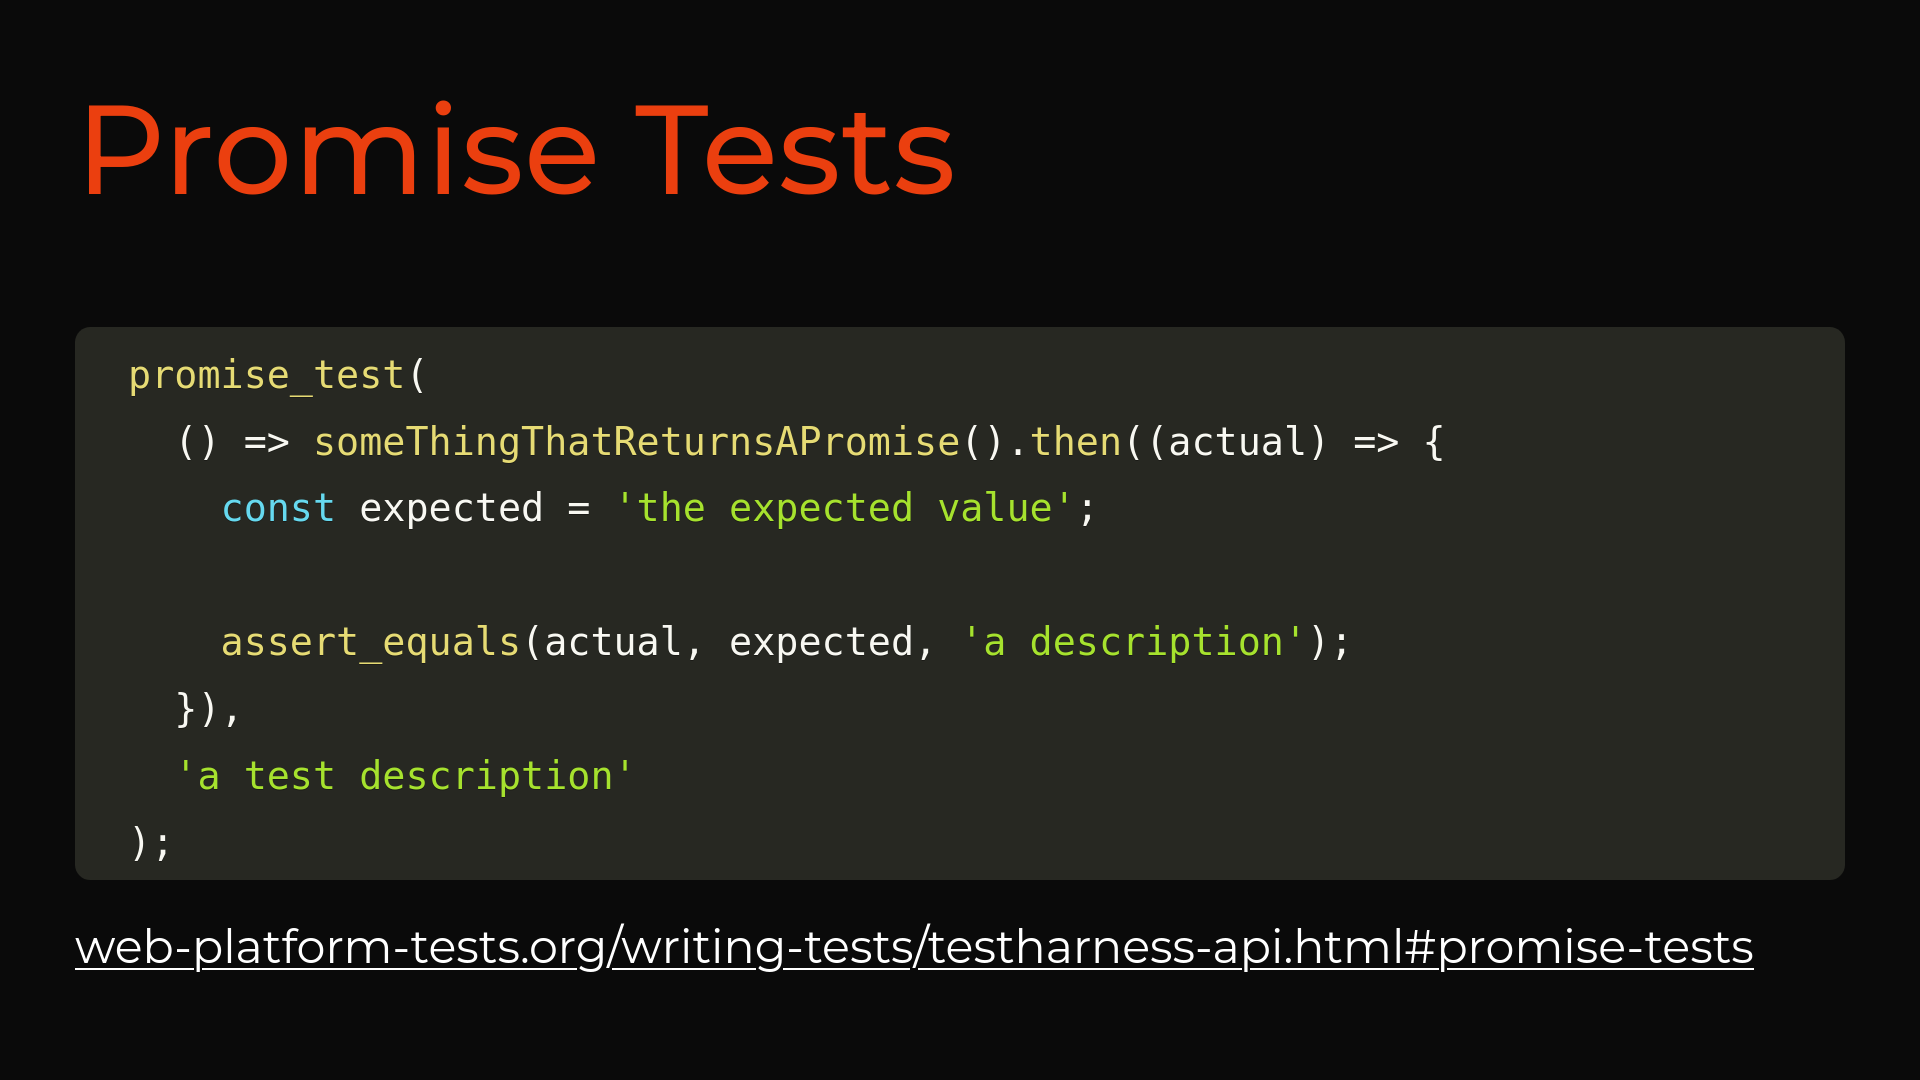 Promise Tests
promise_test(
  () => someThingThatReturnsAPromise().then((actual) => {
    const expected = 'the expected value';

    assert_equals(actual, expected, 'a description');
  }),
  'a test description'
);
web-platform-tests.org/writing-tests/testharness-api.html#promise-tests